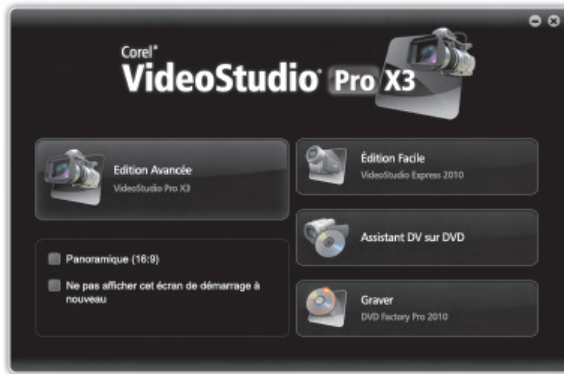 Corel®
VideoStudio® Pro X3
Edition Avancée
VideoStudio Pro X3
Panoramique (16:9)
Ne pas afficher cet écran de démarrage à
nouveau
Édition Facile
VideoStudio Express 2010
Assistant DV sur DVD
Graver
DVD Factory Pro 2010